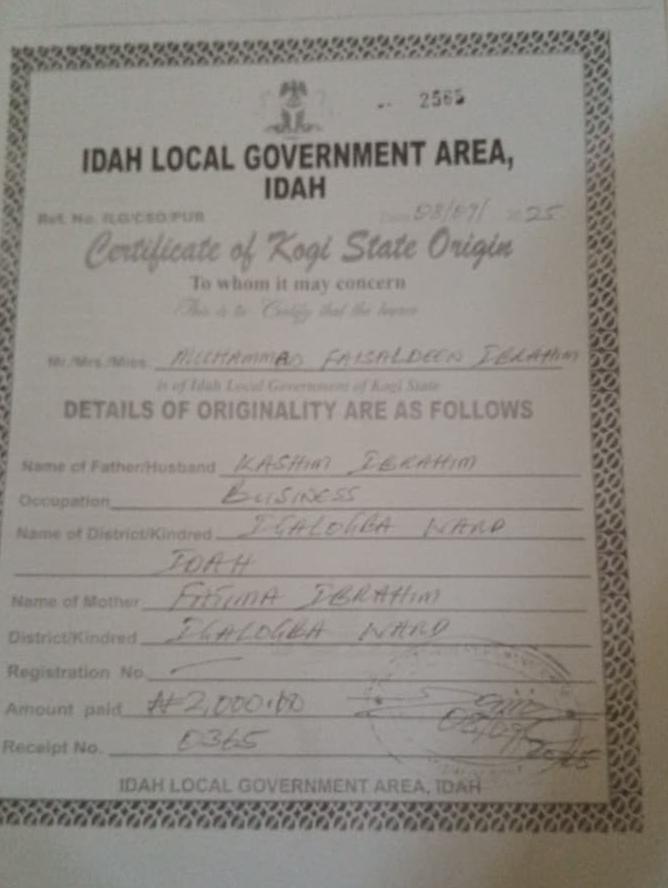 2565
IDAH LOCAL GOVERNMENT AREA,
IDAH
Ref. No. ILG/CSO/PUB 08/09/ 2025
Certificate of Kogi State Origin
To whom it may concern
This is to Certify that the bearer
Mr./Mrs./Miss MUHAMMAD FAISALDEEN IBRAHIM
is of Idah Local Government of Kogi State
DETAILS OF ORIGINALITY ARE AS FOLLOWS
Name of Father/Husband KASHIM IBRAHIM
Occupation BUSINESS
Name of District/Kindred IGALOGBA WARD
IDAH
Name of Mother FATIMA IBRAHIM
District/Kindred IGALOGBA WARD
Registration No. —
Amount paid ₦2,000.00
Receipt No. 0365
08/09/2025
IDAH LOCAL GOVERNMENT AREA, IDAH